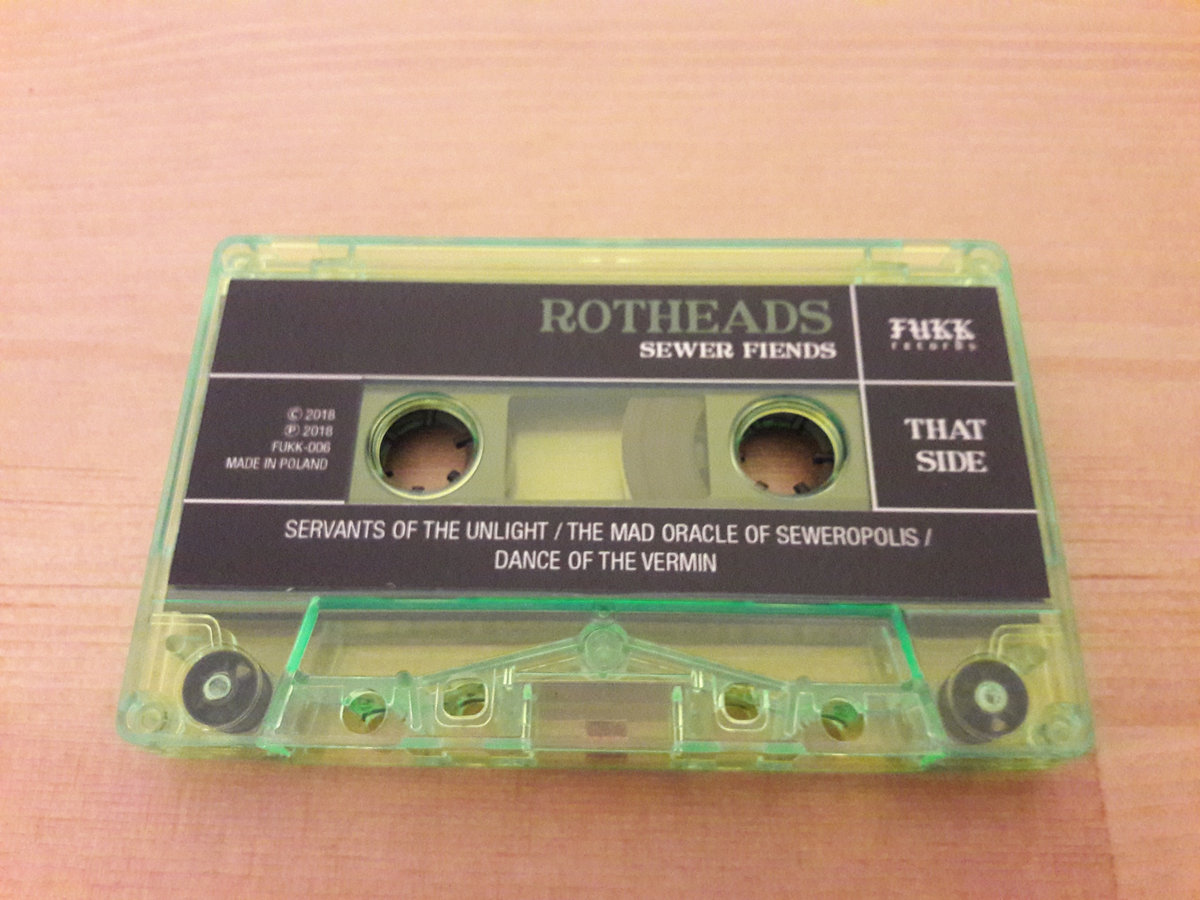 ROTHEADS
SEWER FIENDS
FUKK
records
© 2018
℗ 2018
FUKK-006
MADE IN POLAND
THAT
SIDE
SERVANTS OF THE UNLIGHT / THE MAD ORACLE OF SEWEROPOLIS /
DANCE OF THE VERMIN